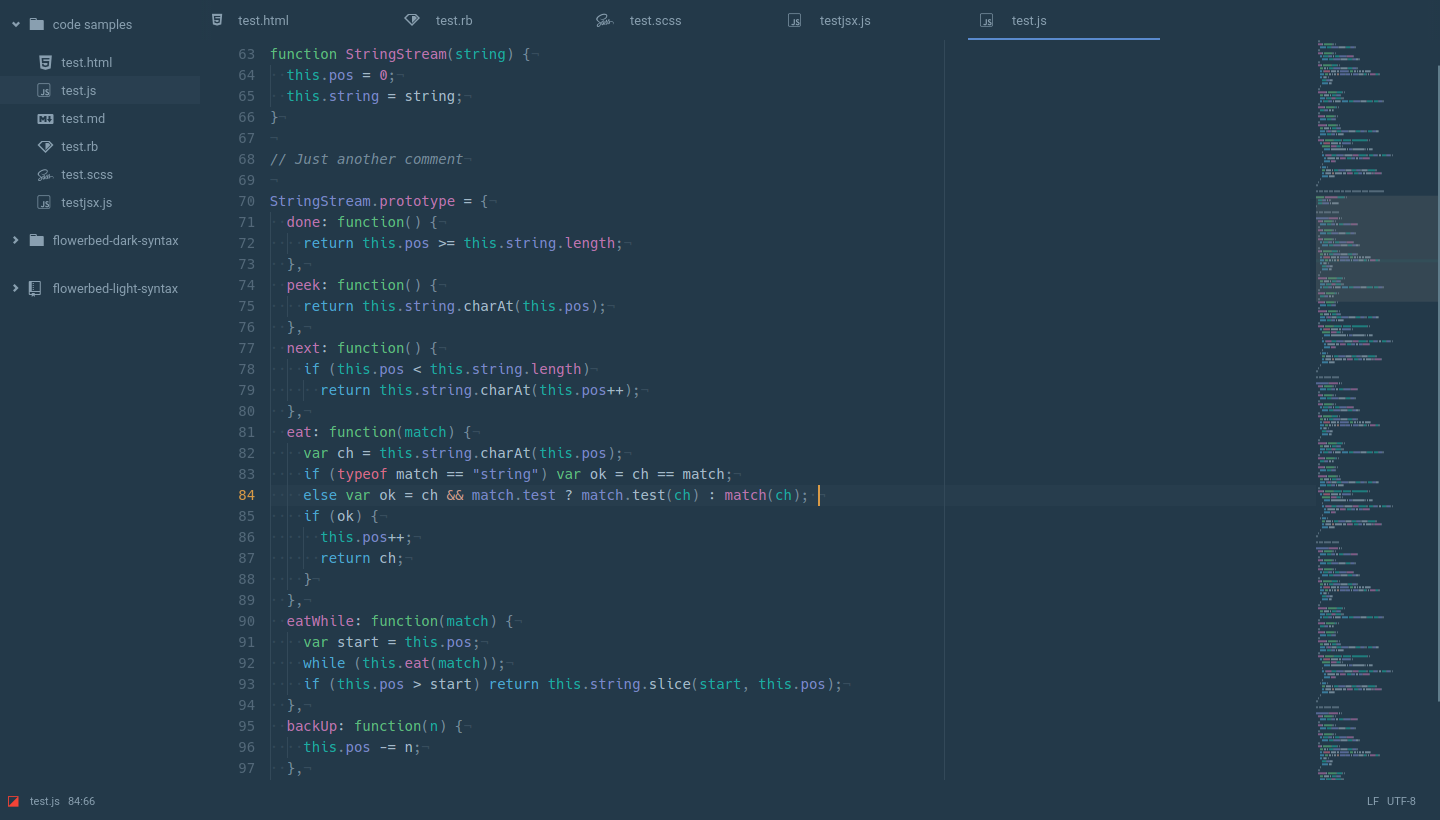 code samples
test.html
test.js
test.md
test.rb
test.scss
testjsx.js
flowerbed-dark-syntax
flowerbed-light-syntax
test.html test.rb test.scss testjsx.js test.js
63 function StringStream(string) {¬
64   this.pos = 0;¬
65   this.string = string;¬
66 }¬
67 ¬
68 // Just another comment¬
69 ¬
70 StringStream.prototype = {¬
71   done: function() {¬
72     return this.pos >= this.string.length;¬
73   },¬
74   peek: function() {¬
75     return this.string.charAt(this.pos);¬
76   },¬
77   next: function() {¬
78     if (this.pos < this.string.length)¬
79       return this.string.charAt(this.pos++);¬
80   },¬
81   eat: function(match) {¬
82     var ch = this.string.charAt(this.pos);¬
83     if (typeof match == "string") var ok = ch == match;¬
84     else var ok = ch && match.test ? match.test(ch) : match(ch); ¬
85     if (ok) {¬
86       this.pos++;¬
87       return ch;¬
88     }¬
89   },¬
90   eatWhile: function(match) {¬
91     var start = this.pos;¬
92     while (this.eat(match));¬
93     if (this.pos > start) return this.string.slice(start, this.pos);¬
94   },¬
95   backUp: function(n) {¬
96     this.pos -= n;¬
97   },¬
test.js 84:66 LF UTF-8